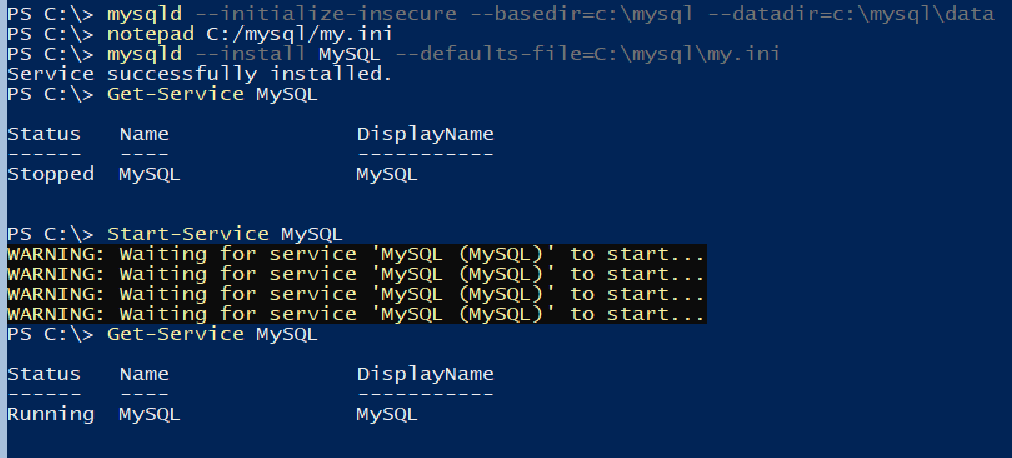 PS C:\> mysqld --initialize-insecure --basedir=c:\mysql --datadir=c:\mysql\data
PS C:\> notepad C:/mysql/my.ini
PS C:\> mysqld --install MySQL --defaults-file=C:\mysql\my.ini
Service successfully installed.
PS C:\> Get-Service MySQL
Status   Name               DisplayName
------   ----               -----------
Stopped  MySQL              MySQL
PS C:\> Start-Service MySQL
WARNING: Waiting for service 'MySQL (MySQL)' to start...
WARNING: Waiting for service 'MySQL (MySQL)' to start...
WARNING: Waiting for service 'MySQL (MySQL)' to start...
WARNING: Waiting for service 'MySQL (MySQL)' to start...
PS C:\> Get-Service MySQL
Status   Name               DisplayName
------   ----               -----------
Running  MySQL              MySQL